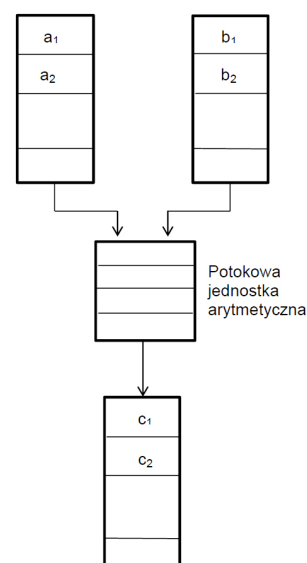 a₁ b₁
a₂ b₂
Potokowa
jednostka
arytmetyczna
c₁
c₂